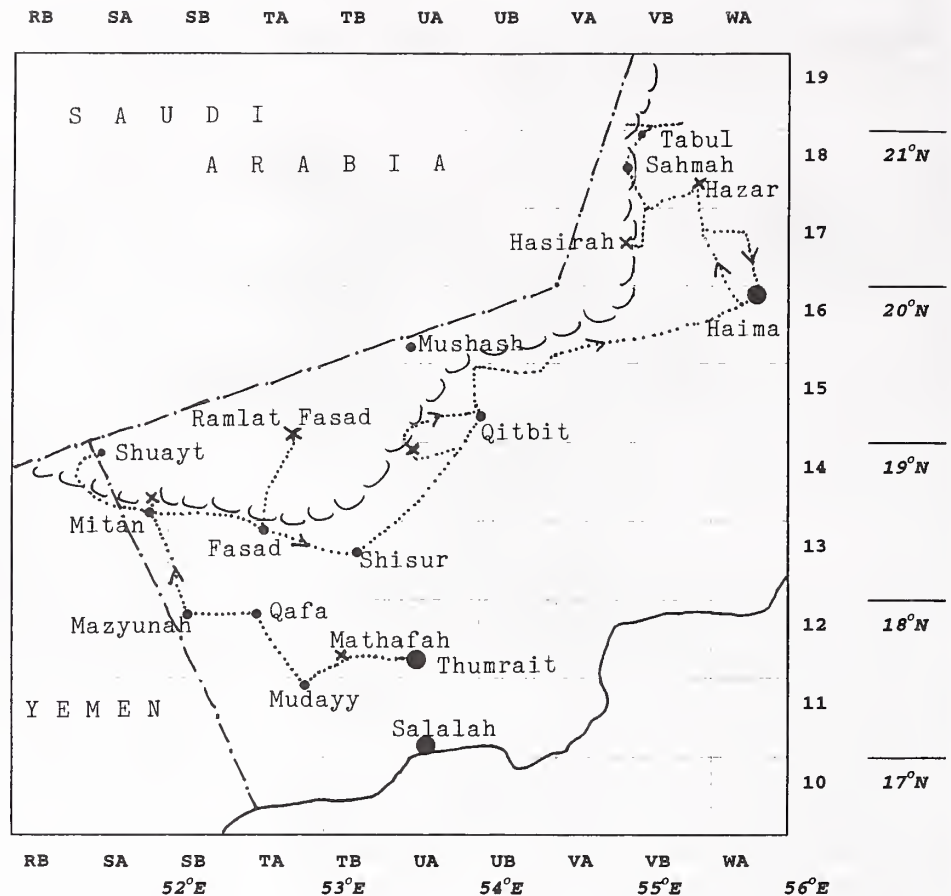 RB SA SB TA TB UA UB VA VB WA
19
S A U D I
Tabul
A R A B I A
Sahmah
18
21°N
Hazar
Hasirah
17
20°N
16
Haima
Mushash
15
Ramlat Fasad
Qitbit
Shuayt
14
19°N
Mitan
Fasad
13
Shisur
18°N
Mazyunah
Qafa
12
Mathafah
Thumrait
Mudayy
11
Y E M E N
Salalah
17°N
10
RB SA SB TA TB UA UB VA VB WA
52°E 53°E 54°E 55°E 56°E